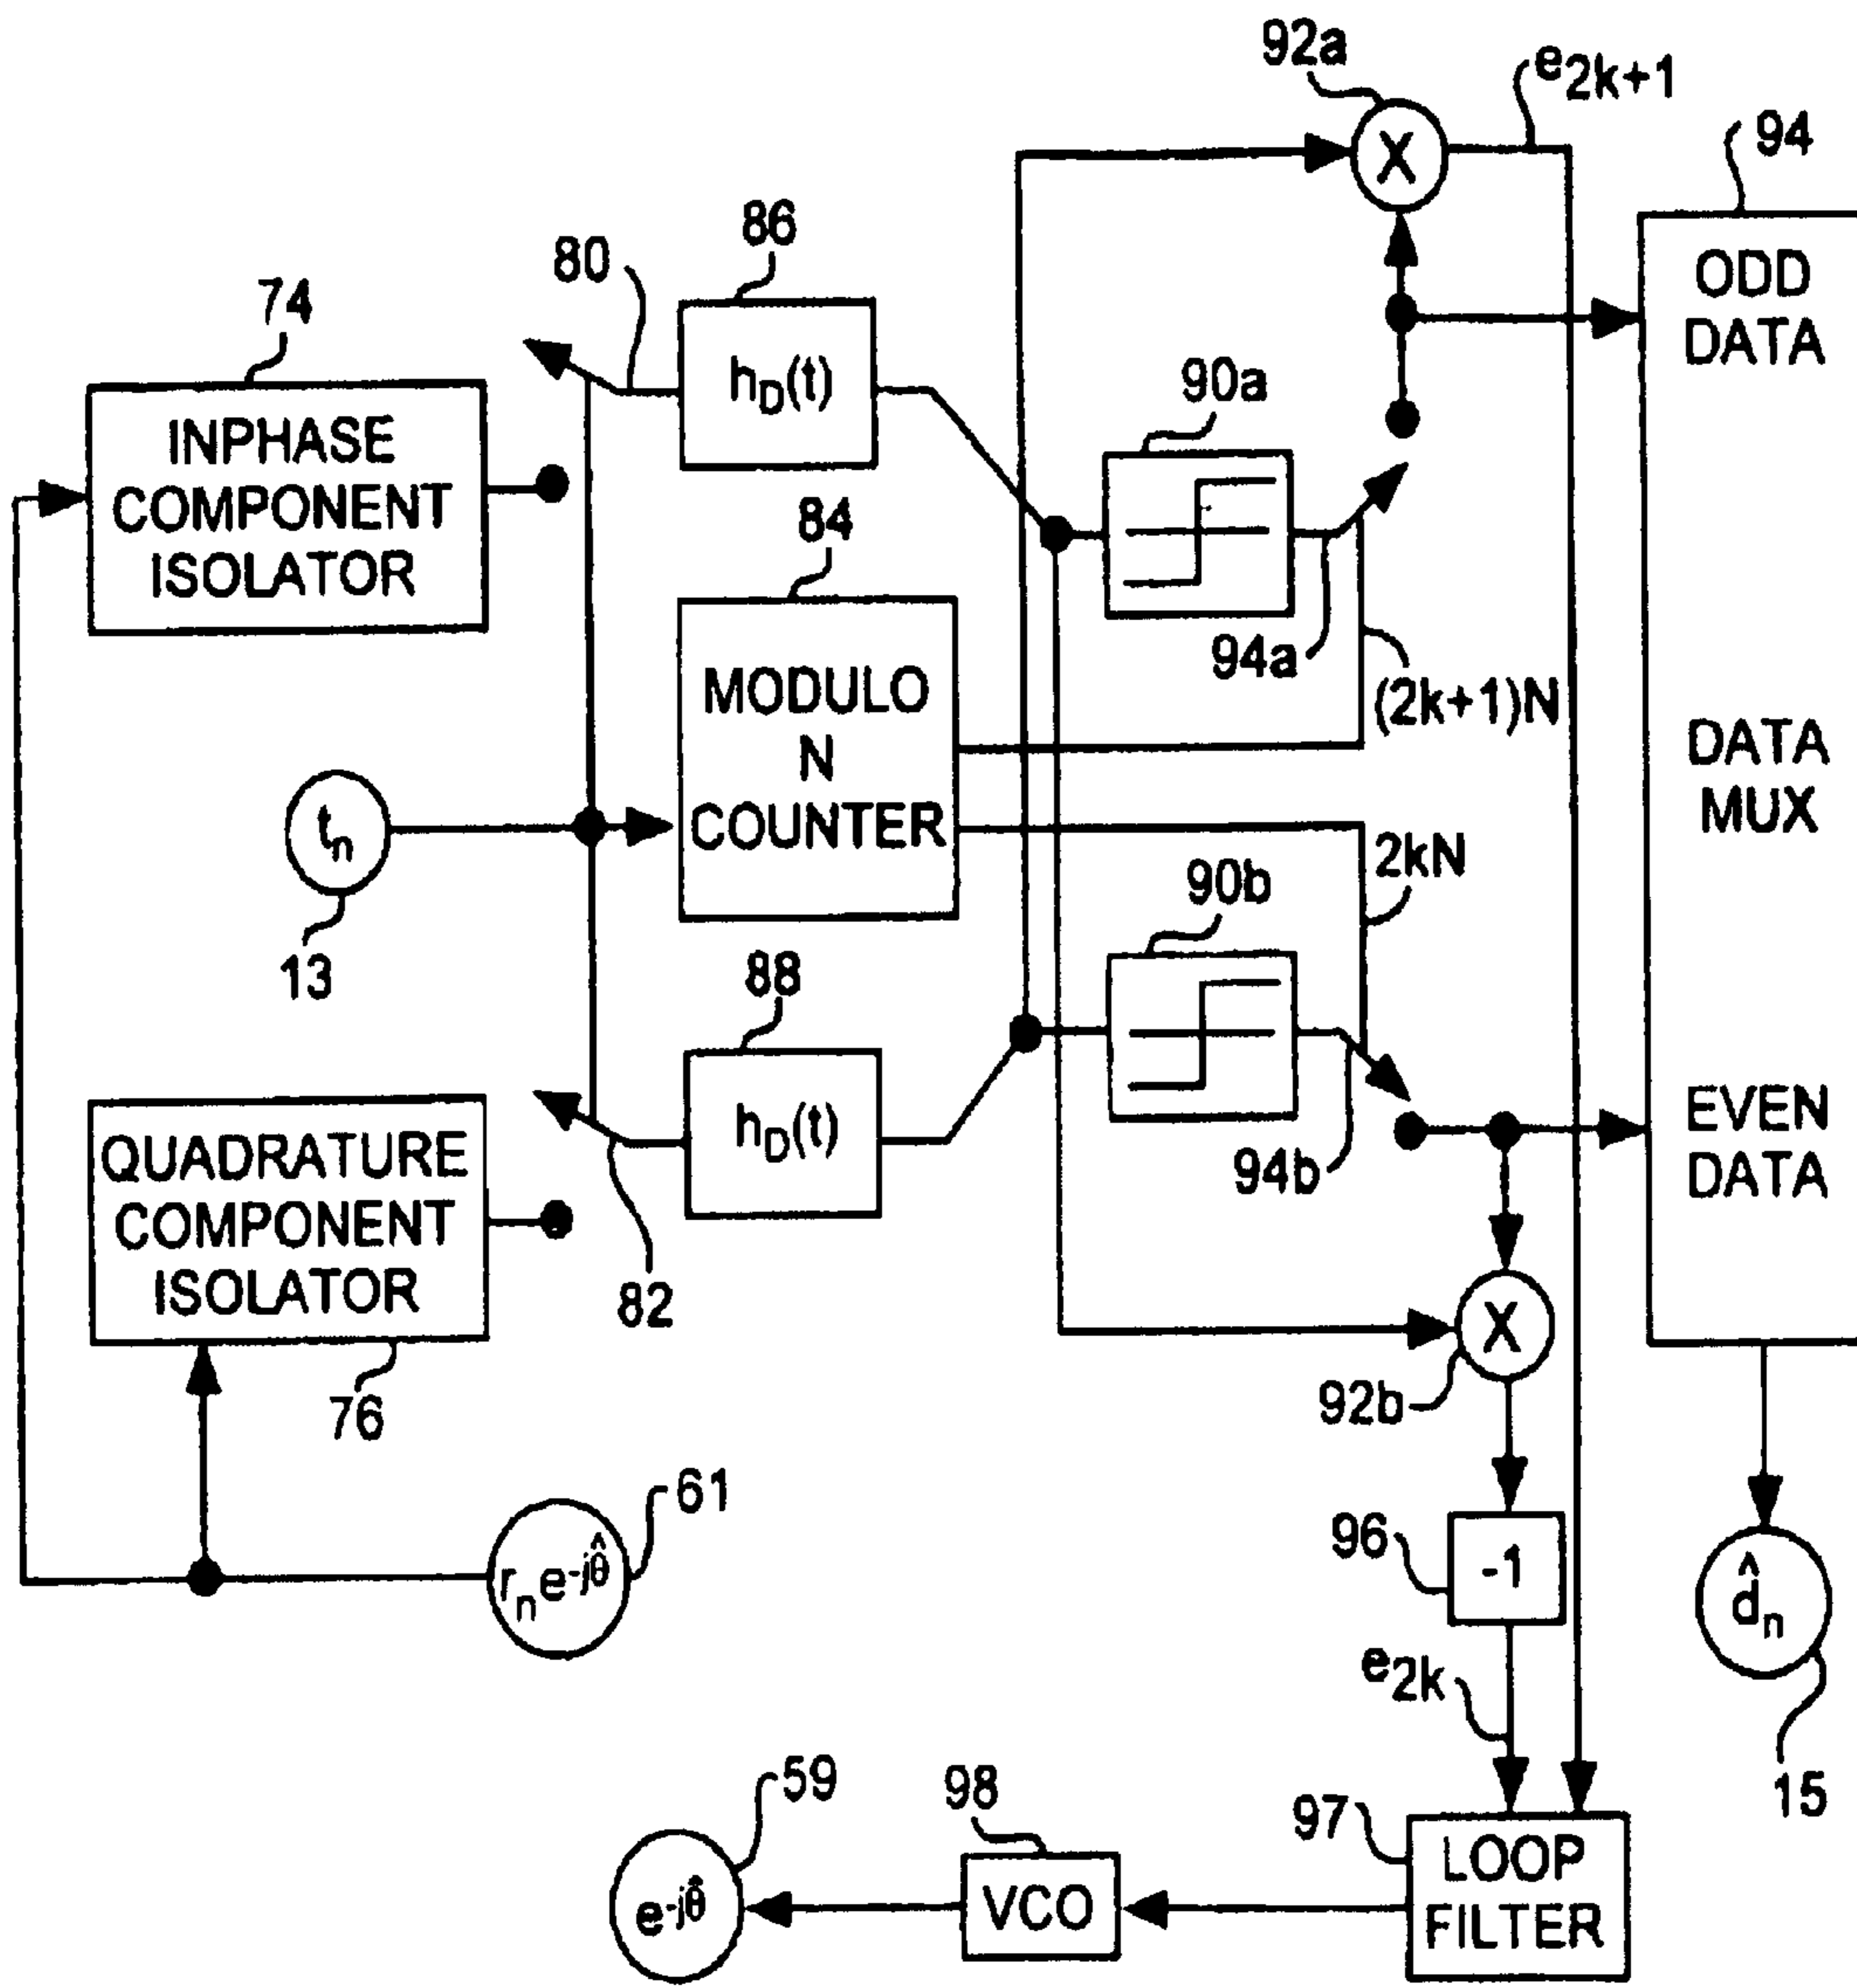 92a
e2k+1
94
86
80
74
hD(t)
ODD
DATA
90a
INPHASE
COMPONENT
ISOLATOR
X
84
94a
(2k+1)N
MODULO
N
COUNTER
DATA
MUX
tn
13
2kN
90b
88
hD(t)
94b
EVEN
DATA
QUADRATURE
COMPONENT
ISOLATOR
82
X
92b
76
61
rn e-jθ̂
96
-1
d̂n
e2k
15
59
98
97
e-jθ̂
VCO
LOOP
FILTER